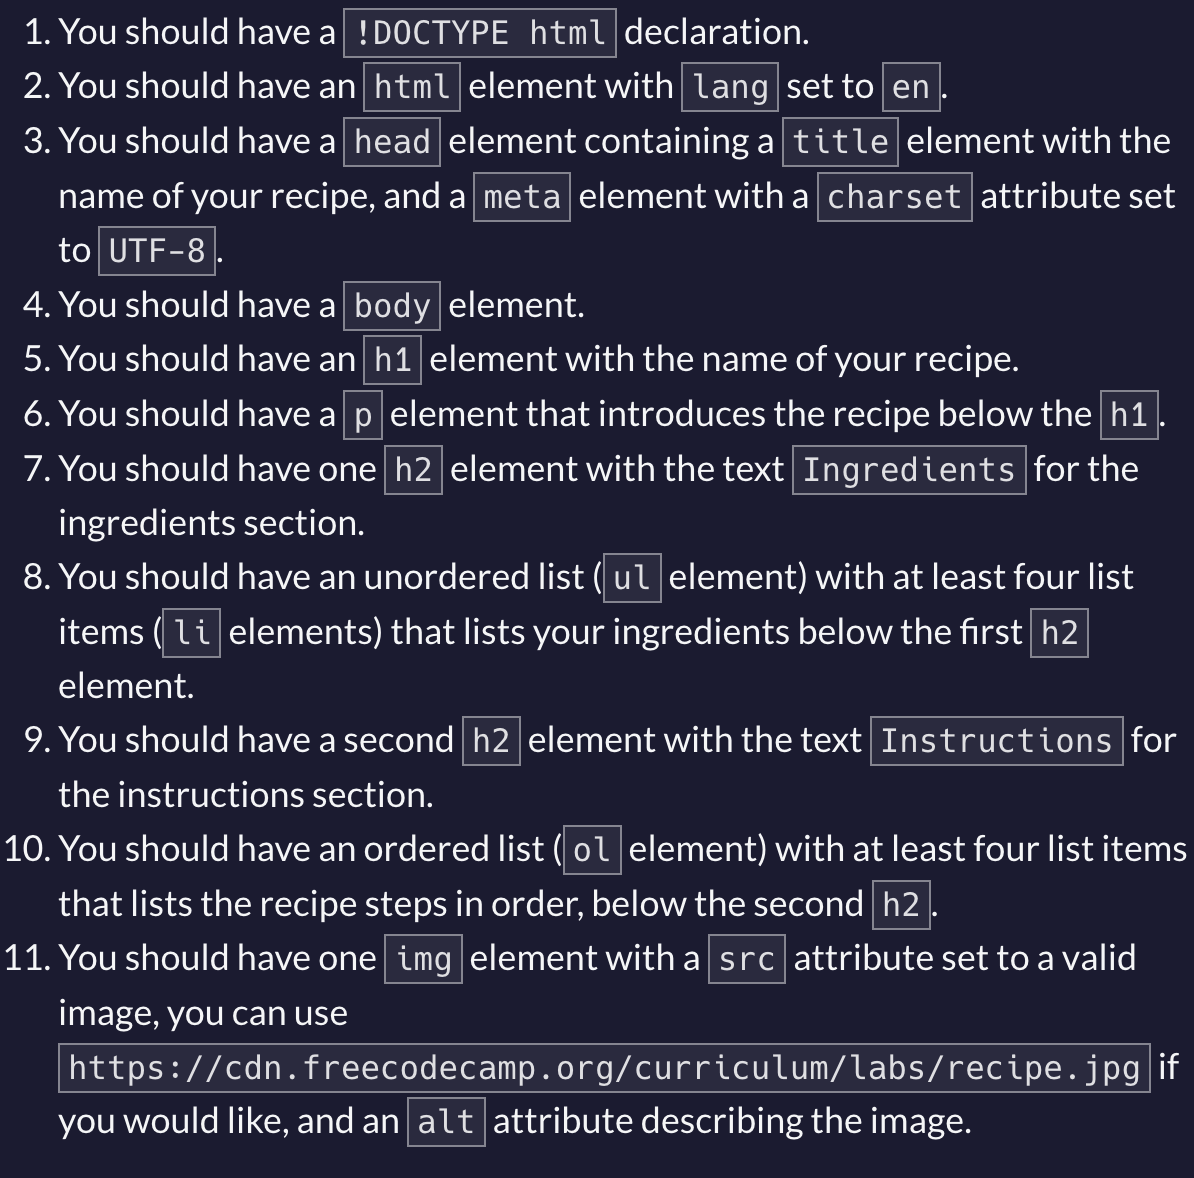 1. You should have a !DOCTYPE html declaration.
2. You should have an html element with lang set to en.
3. You should have a head element containing a title element with the
name of your recipe, and a meta element with a charset attribute set
to UTF-8.
4. You should have a body element.
5. You should have an h1 element with the name of your recipe.
6. You should have a p element that introduces the recipe below the h1.
7. You should have one h2 element with the text Ingredients for the
ingredients section.
8. You should have an unordered list (ul element) with at least four list
items (li elements) that lists your ingredients below the first h2
element.
9. You should have a second h2 element with the text Instructions for
the instructions section.
10. You should have an ordered list (ol element) with at least four list items
that lists the recipe steps in order, below the second h2.
11. You should have one img element with a src attribute set to a valid
image, you can use
https://cdn.freecodecamp.org/curriculum/labs/recipe.jpg if
you would like, and an alt attribute describing the image.